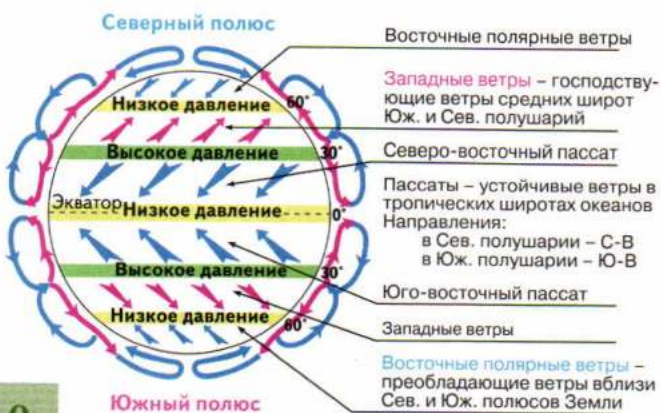 Северный полюс
Восточные полярные ветры
Низкое давление
60°
Западные ветры – господству-
ющие ветры средних широт
Юж. и Сев. полушарий
Высокое давление
30°
Северо-восточный пассат
Экватор
Низкое давление
0°
Пассаты – устойчивые ветры в
тропических широтах океанов
Направления:
в Сев. полушарии – С-В
в Юж. полушарии – Ю-В
Высокое давление
30°
Юго-восточный пассат
Низкое давление
60°
Западные ветры
Восточные полярные ветры –
преобладающие ветры вблизи
Сев. и Юж. полюсов Земли
Южный полюс